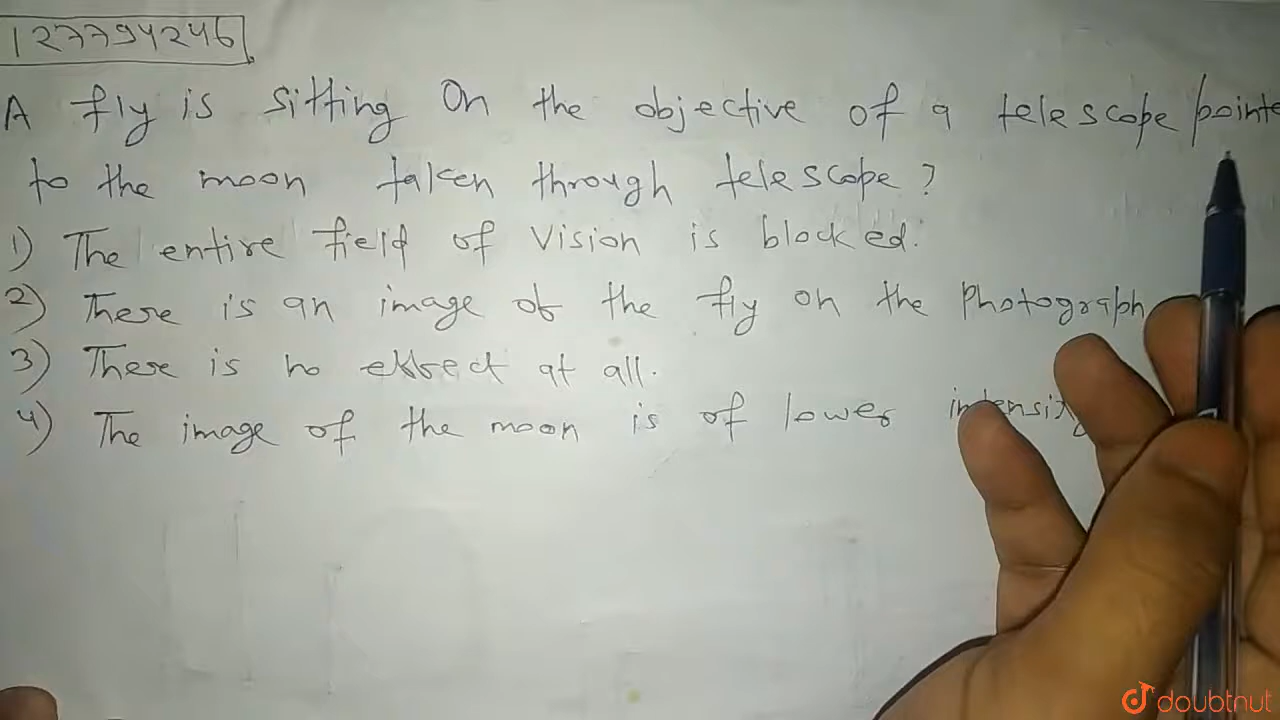 127794246
A fly is sitting On the objective of a telescope pointe
to the moon taken through telescope?
1) The entire field of vision is blocked.
2) There is an image of the fly on the Photograph
3) There is no effect at all.
4) The image of the moon is of lower intensity
doubtnut